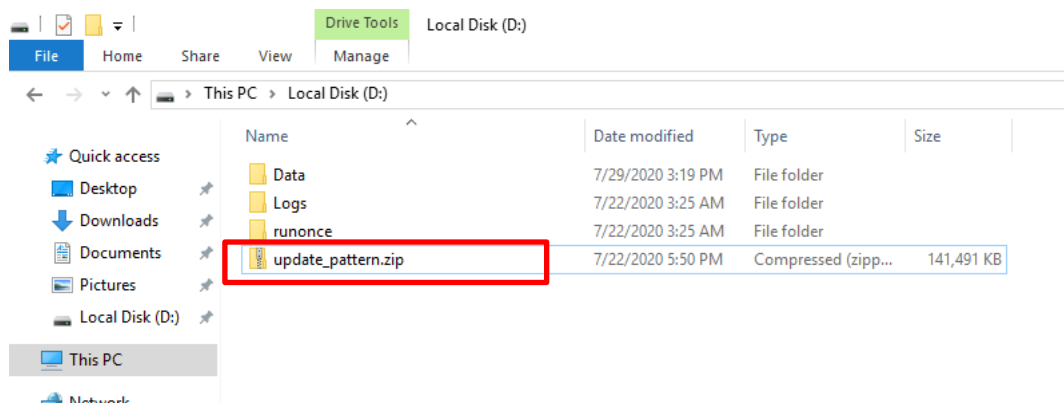 Drive Tools Local Disk (D:)
File Home Share View Manage
This PC Local Disk (D:)
Name Date modified Type Size
Quick access
Desktop
Downloads
Documents
Pictures
Local Disk (D:)
This PC
Network
Data 7/29/2020 3:19 PM File folder
Logs 7/22/2020 3:25 AM File folder
runonce 7/22/2020 3:25 AM File folder
update_pattern.zip 7/22/2020 5:50 PM Compressed (zipp... 141,491 KB